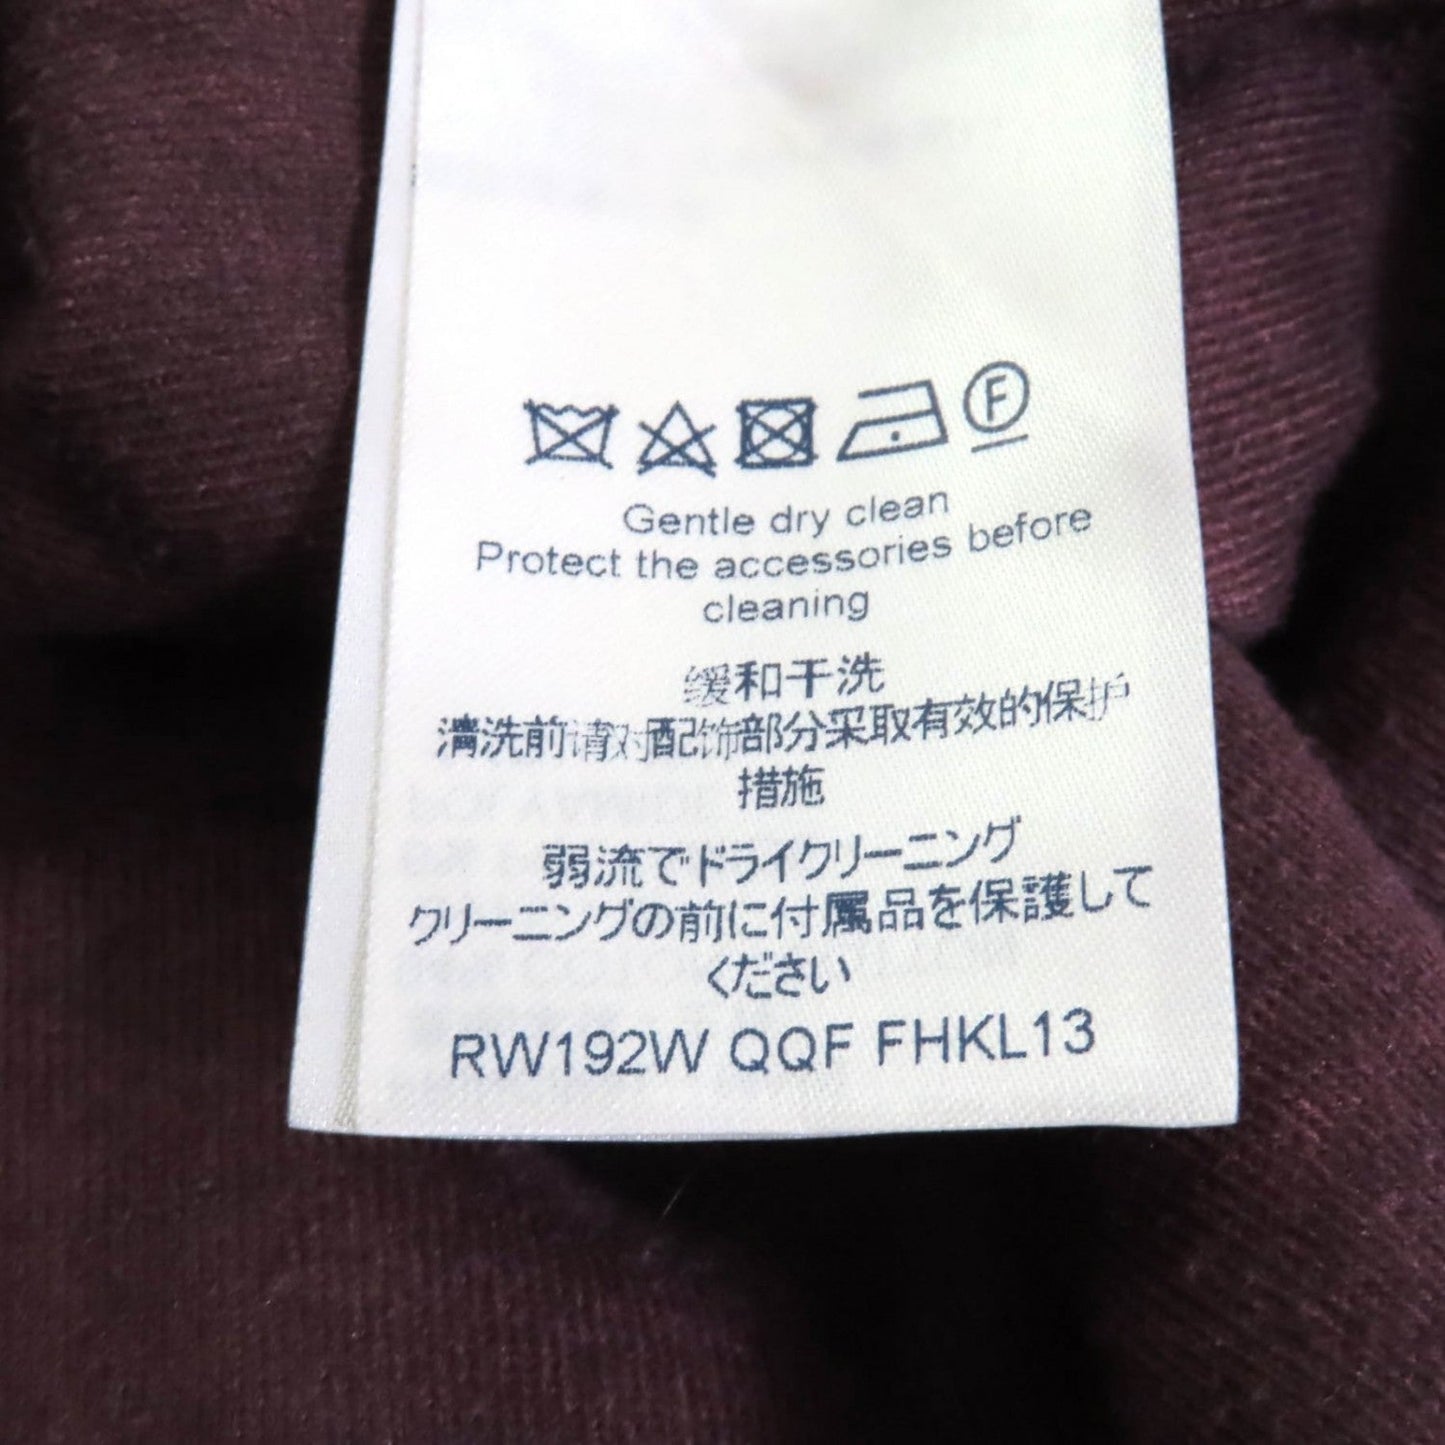 F
Gentle dry clean
Protect the accessories before
cleaning
缓和干洗
清洗前请对配饰部分采取有效的保护
措施
弱流でドライクリーニング
クリーニングの前に付属品を保護して
ください
RW192W QQF FHKL13